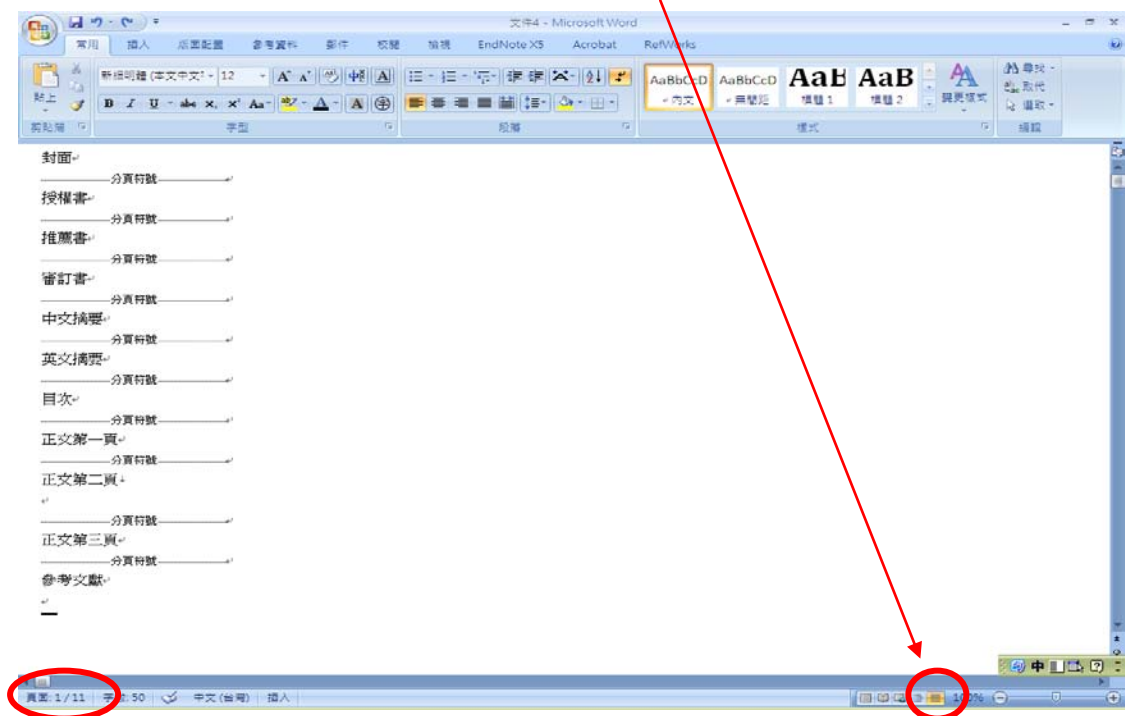 文件4 - Microsoft Word
常用 插入 版面配置 參考資料 郵件 校閱 檢視 EndNote X5 Acrobat RefWorks
新細明體 (本文中文 12
貼上
B I U abc x, x' Aa A
AaBbCcD AaBbCcD AaB AaB
內文 無間距 標題 1 標題 2
變更樣式
尋找
取代
選取
剪貼簿 字型 段落 樣式 編輯
封面
分頁符號
授權書
分頁符號
推薦書
分頁符號
審訂書
分頁符號
中文摘要
分頁符號
英文摘要
分頁符號
目次
分頁符號
正文第一頁
分頁符號
正文第二頁
分頁符號
正文第三頁
分頁符號
參考文獻
中
頁面: 1/11 字數: 50 中文(台灣) 插入 100%